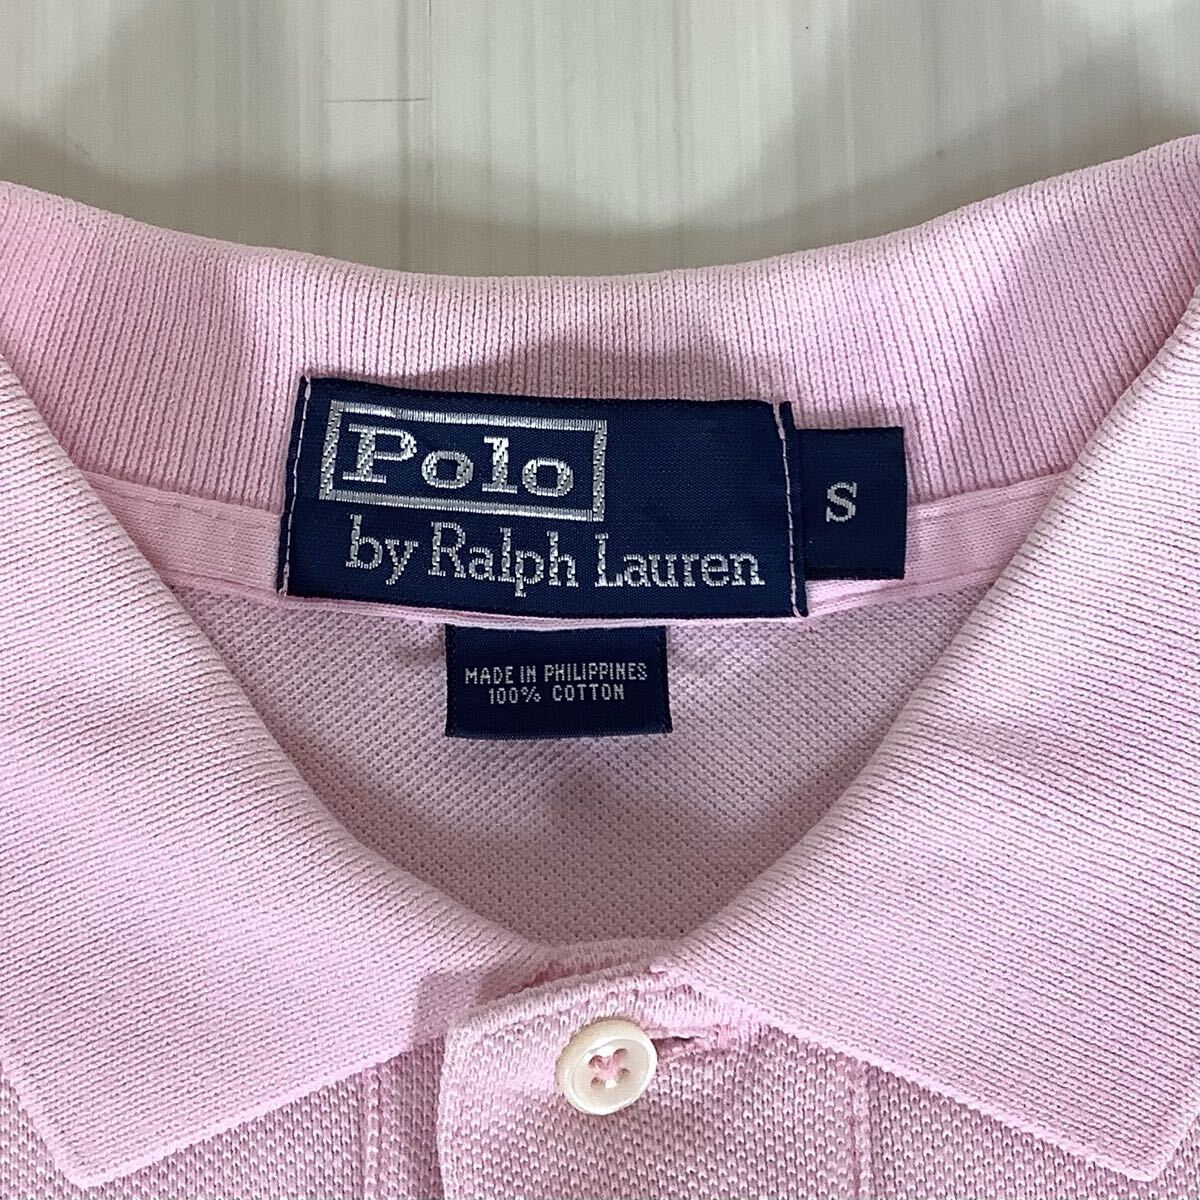 Polo
by Ralph Lauren
S
MADE IN PHILIPPINES
100% COTTON